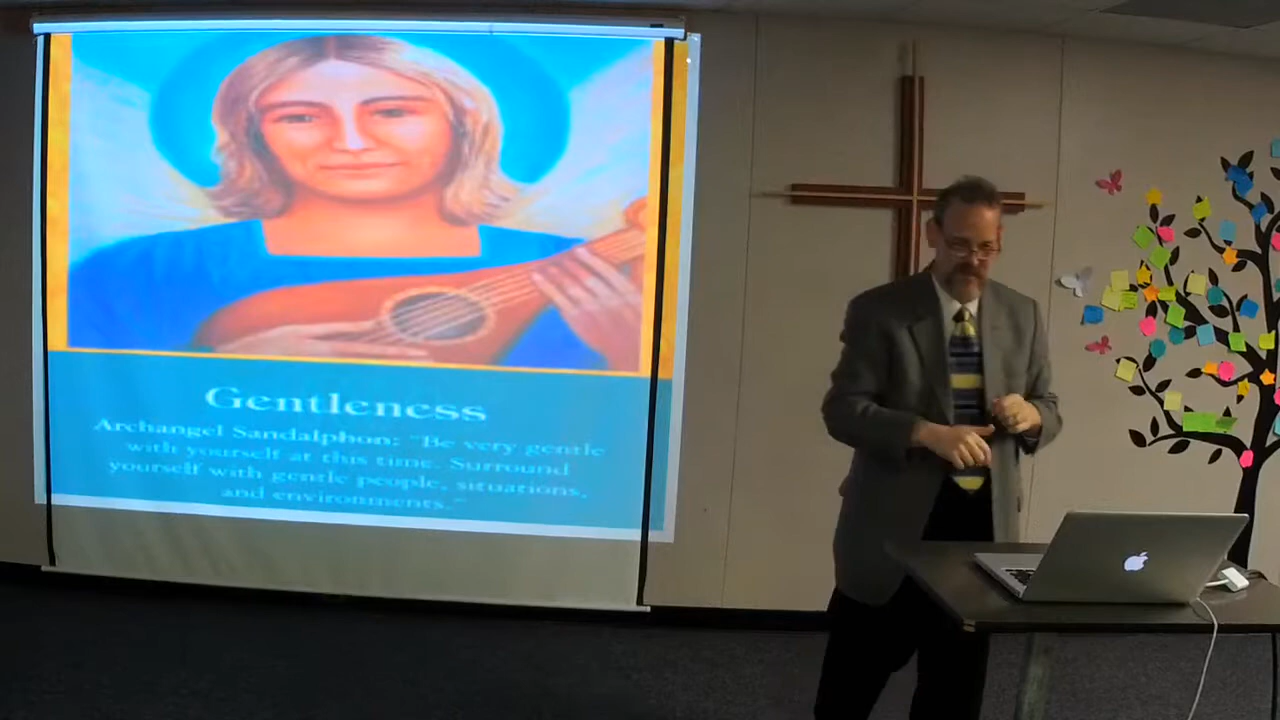 Gentleness
Archangel Sandalphon: "Be very gentle
with yourself at this time. Surround
yourself with gentle people, situations,
and environments."